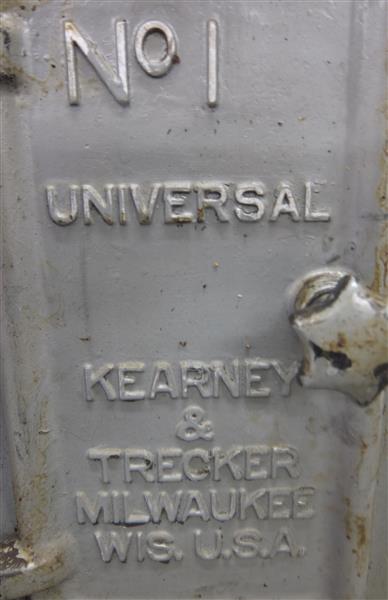 No 1
UNIVERSAL
KEARNEY
&
TRECKER
MILWAUKEE
WIS. U.S.A.